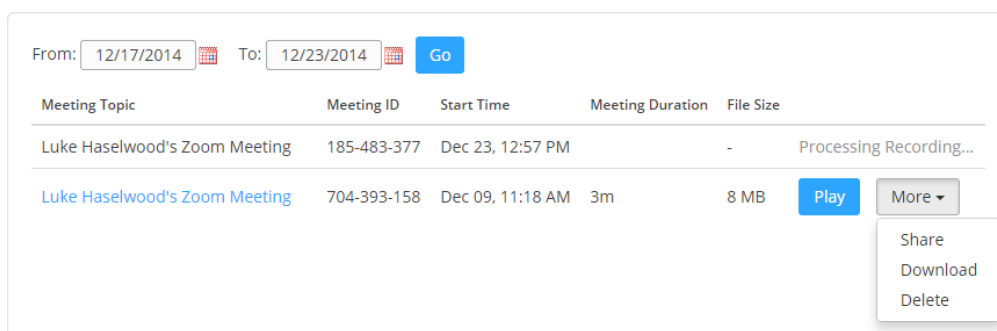 From: 12/17/2014 To: 12/23/2014 Go
Meeting Topic Meeting ID Start Time Meeting Duration File Size
Luke Haselwood's Zoom Meeting 185-483-377 Dec 23, 12:57 PM - Processing Recording...
Luke Haselwood's Zoom Meeting 704-393-158 Dec 09, 11:18 AM 3m 8 MB Play More
Share
Download
Delete